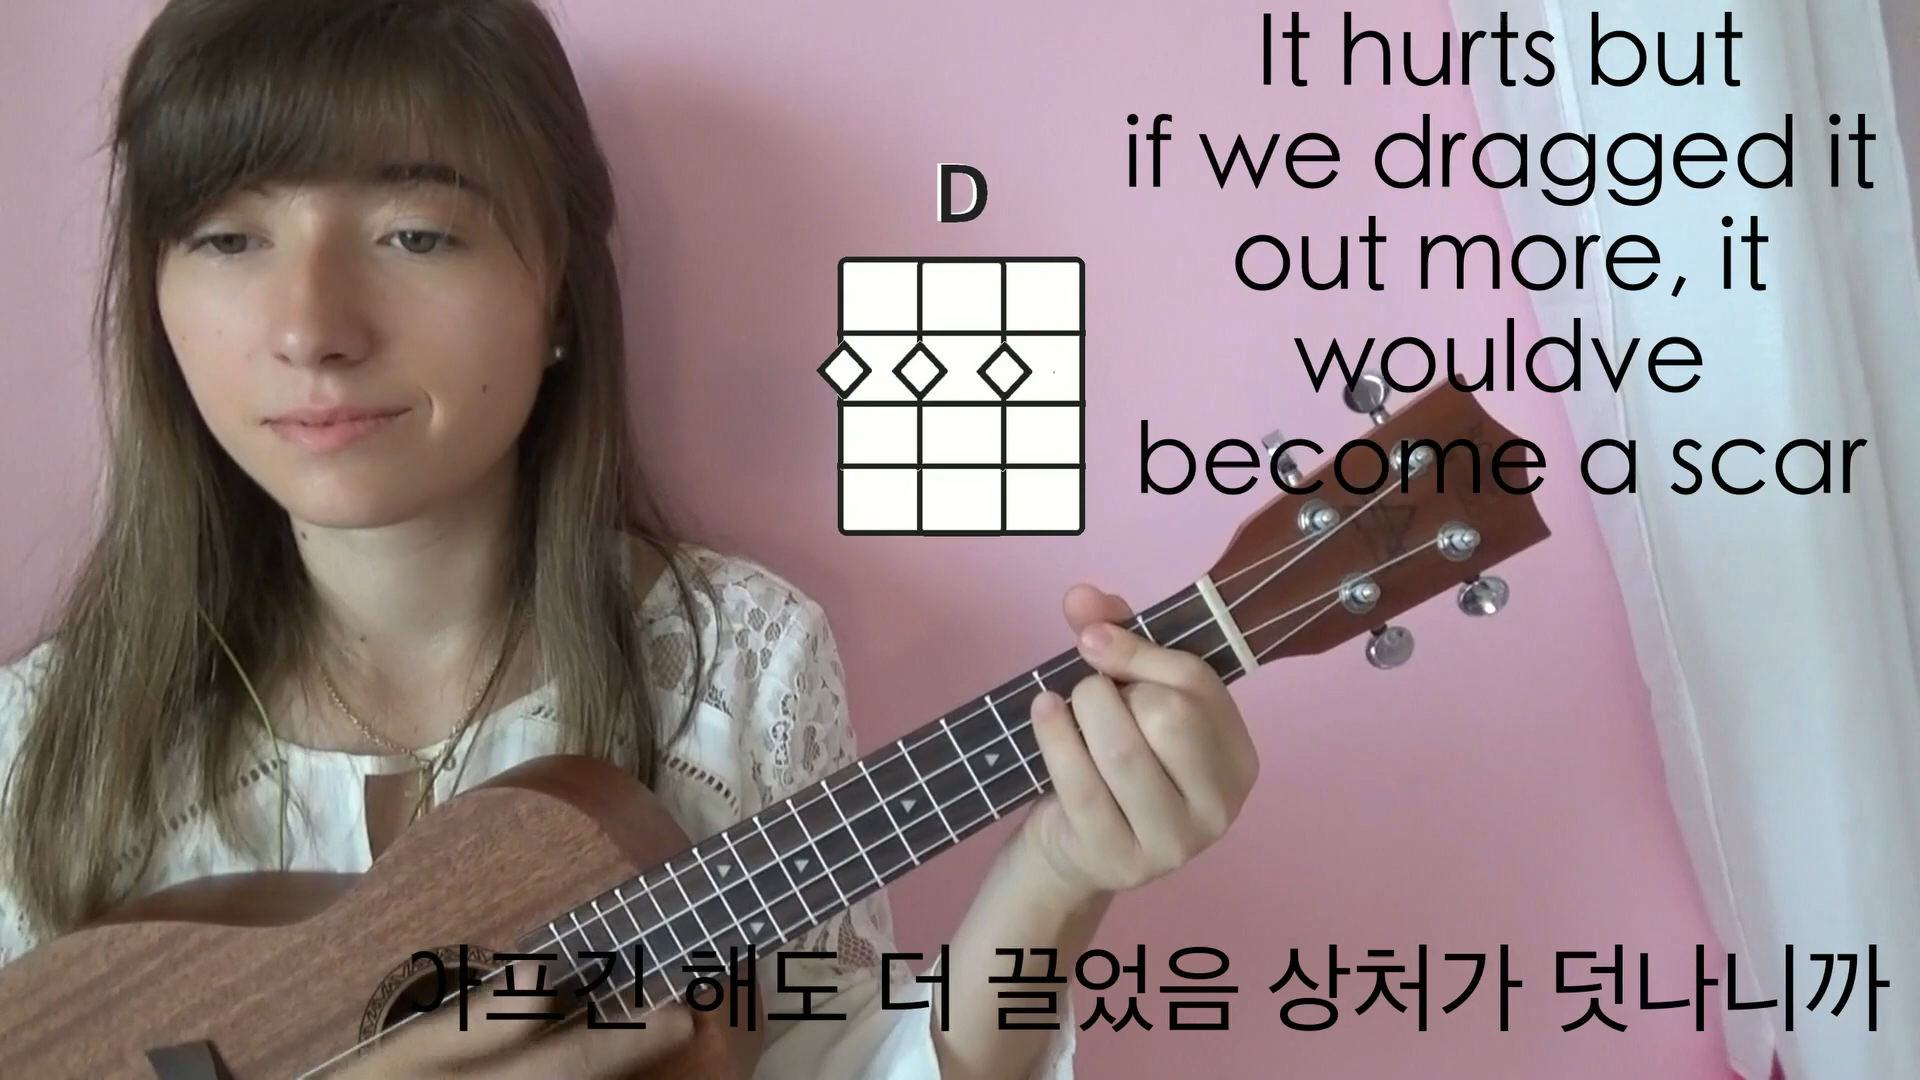 It hurts but
if we dragged it
out more, it
wouldve
become a scar
D
아프긴 해도 더 끌었음 상처가 덧나니까